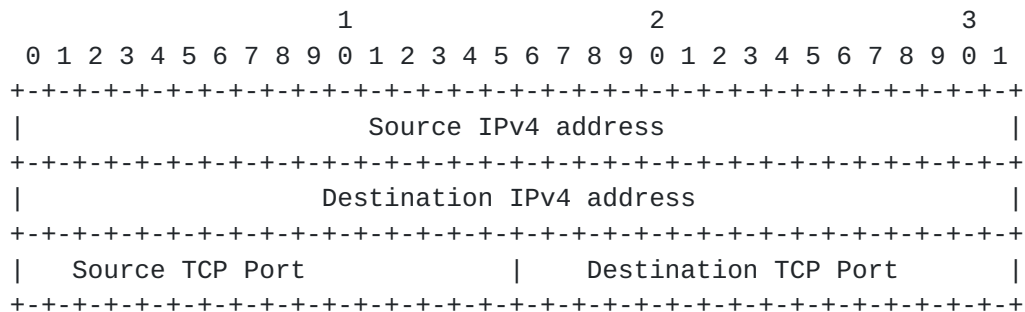 1                   2                   3
 0 1 2 3 4 5 6 7 8 9 0 1 2 3 4 5 6 7 8 9 0 1 2 3 4 5 6 7 8 9 0 1
+-+-+-+-+-+-+-+-+-+-+-+-+-+-+-+-+-+-+-+-+-+-+-+-+-+-+-+-+-+-+-+-+
|                      Source IPv4 address                      |
+-+-+-+-+-+-+-+-+-+-+-+-+-+-+-+-+-+-+-+-+-+-+-+-+-+-+-+-+-+-+-+-+
|                   Destination IPv4 address                    |
+-+-+-+-+-+-+-+-+-+-+-+-+-+-+-+-+-+-+-+-+-+-+-+-+-+-+-+-+-+-+-+-+
|   Source TCP Port             |    Destination TCP Port       |
+-+-+-+-+-+-+-+-+-+-+-+-+-+-+-+-+-+-+-+-+-+-+-+-+-+-+-+-+-+-+-+-+